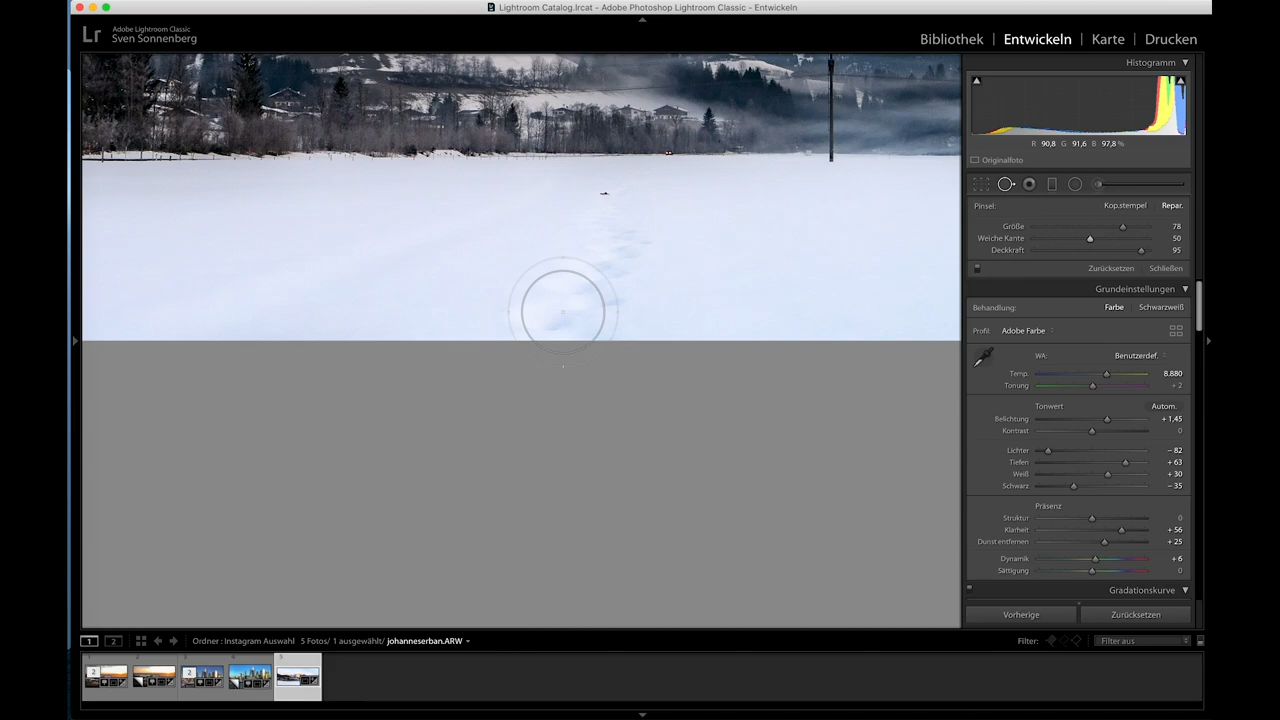 Lightroom Catalog.lrcat - Adobe Photoshop Lightroom Classic - Entwickeln
Lr
Adobe Lightroom Classic
Sven Sonnenberg
Bibliothek | Entwickeln | Karte | Drucken
Histogramm
R 90,8 G 91,6 B 97,8 %
Originalfoto
Pinsel: Kop.stempel Repar.
Größe 78
Weiche Kante 50
Deckkraft 95
Zurücksetzen Schließen
Grundeinstellungen
Behandlung: Farbe Schwarzweiß
Profil: Adobe Farbe
WA: Benutzerdef.
Temp. 8.880
Tonung + 2
Tonwert Autom.
Belichtung + 1,45
Kontrast 0
Lichter − 82
Tiefen + 63
Weiß + 30
Schwarz − 35
Präsenz
Struktur 0
Klarheit + 56
Dunst entfernen + 25
Dynamik + 6
Sättigung 0
Gradationskurve
Vorherige Zurücksetzen
1 2 Ordner : Instagram Auswahl 5 Fotos/ 1 ausgewählt/ johanneserban.ARW Filter: Filter aus
2 2